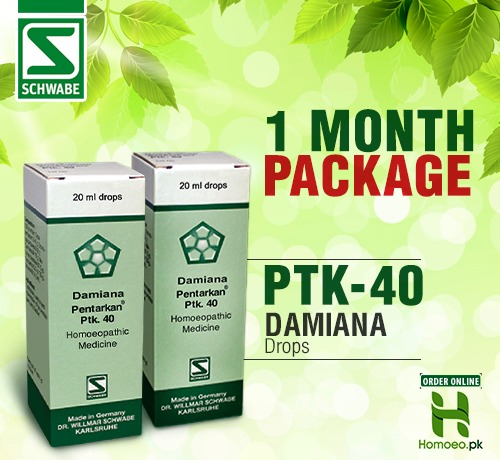 SCHWABE
1 MONTH
PACKAGE
20 ml drops
Damiana
Pentarkan®
Ptk. 40
Homoeopathic
Medicine
Made in Germany
DR. WILLMAR SCHWABE
KARLSRUHE
20 ml drops
Damiana
Pentarkan®
Ptk. 40
Homoeopathic
Medicine
Made in Germany
DR. WILLMAR SCHWABE
KARLSRUHE
PTK-40
DAMIANA
Drops
ORDER ONLINE
Homoeo.pk